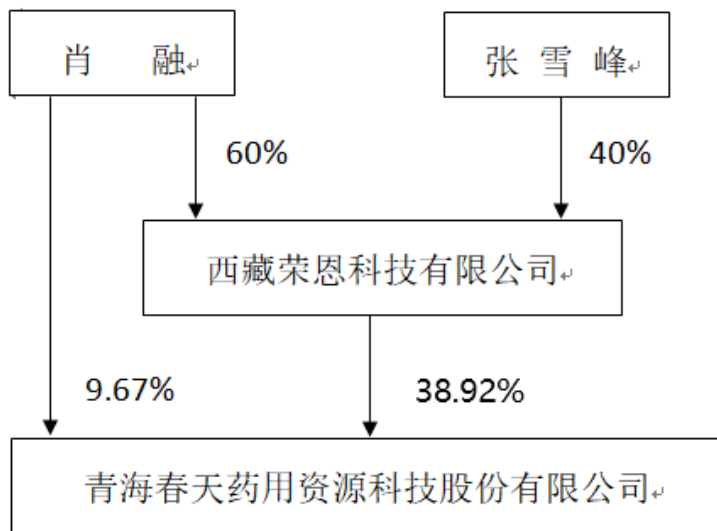 肖 融
张 雪 峰
60%
40%
西藏荣恩科技有限公司
9.67%
38.92%
青海春天药用资源科技股份有限公司